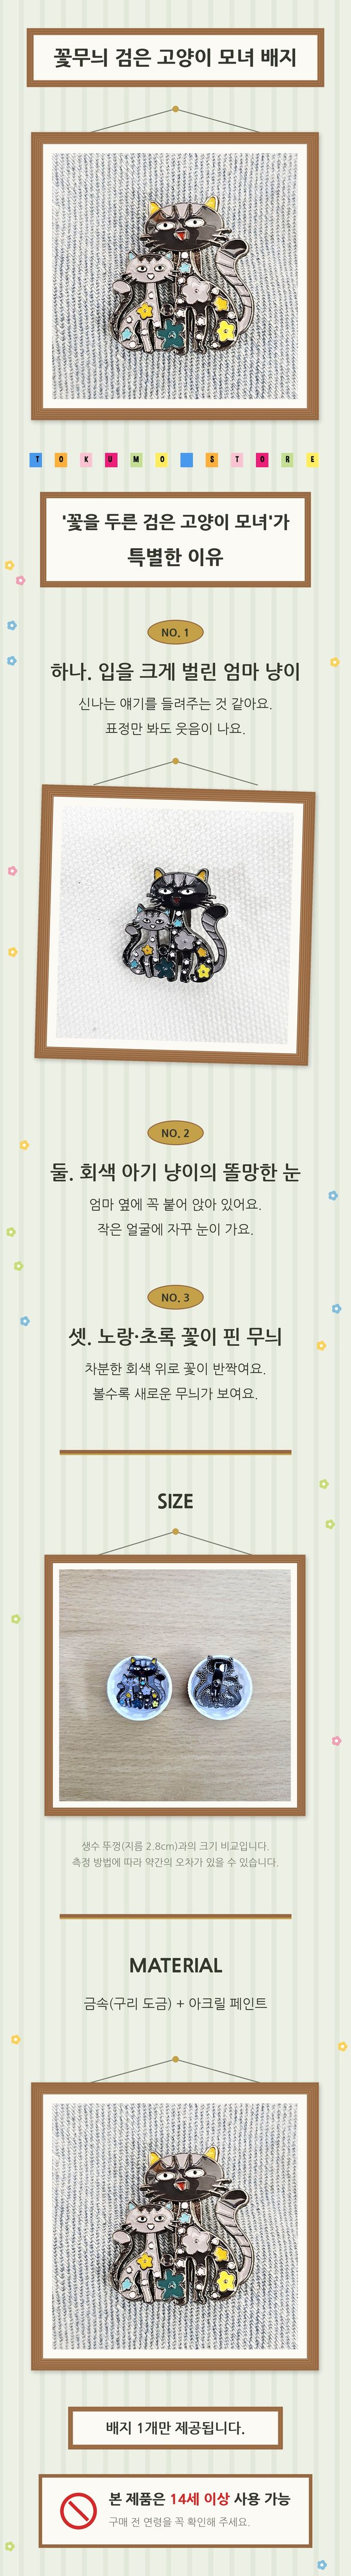 꽃무늬 검은 고양이 모녀 배지
TOKUMO STORE
'꽃을 두른 검은 고양이 모녀'가
특별한 이유
NO. 1
하나. 입을 크게 벌린 엄마 냥이
신나는 얘기를 들려주는 것 같아요.
표정만 봐도 웃음이 나요.
NO. 2
둘. 회색 아기 냥이의 똘망한 눈
엄마 옆에 꼭 붙어 앉아 있어요.
작은 얼굴에 자꾸 눈이 가요.
NO. 3
셋. 노랑·초록 꽃이 핀 무늬
차분한 회색 위로 꽃이 반짝여요.
볼수록 새로운 무늬가 보여요.
SIZE
생수 뚜껑(지름 2.8cm)과의 크기 비교입니다.
측정 방법에 따라 약간의 오차가 있을 수 있습니다.
MATERIAL
금속(구리 도금) + 아크릴 페인트
배지 1개만 제공됩니다.
본 제품은 14세 이상 사용 가능
구매 전 연령을 꼭 확인해 주세요.